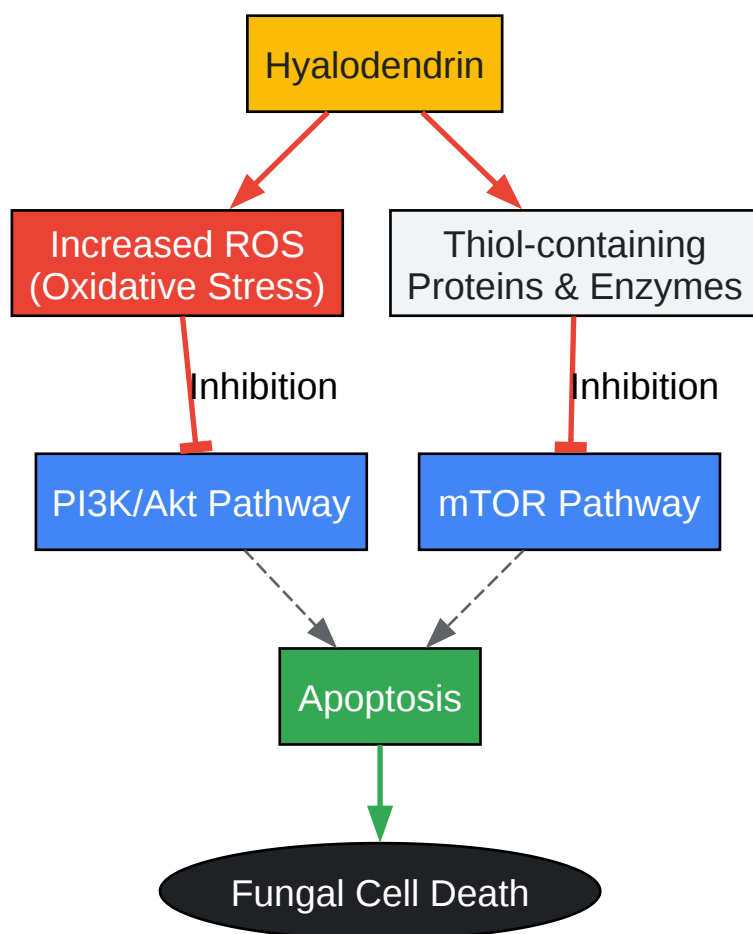 Hyalodendrin
Increased ROS
(Oxidative Stress)
Thiol-containing
Proteins & Enzymes
Inhibition
Inhibition
PI3K/Akt Pathway
mTOR Pathway
Apoptosis
Fungal Cell Death